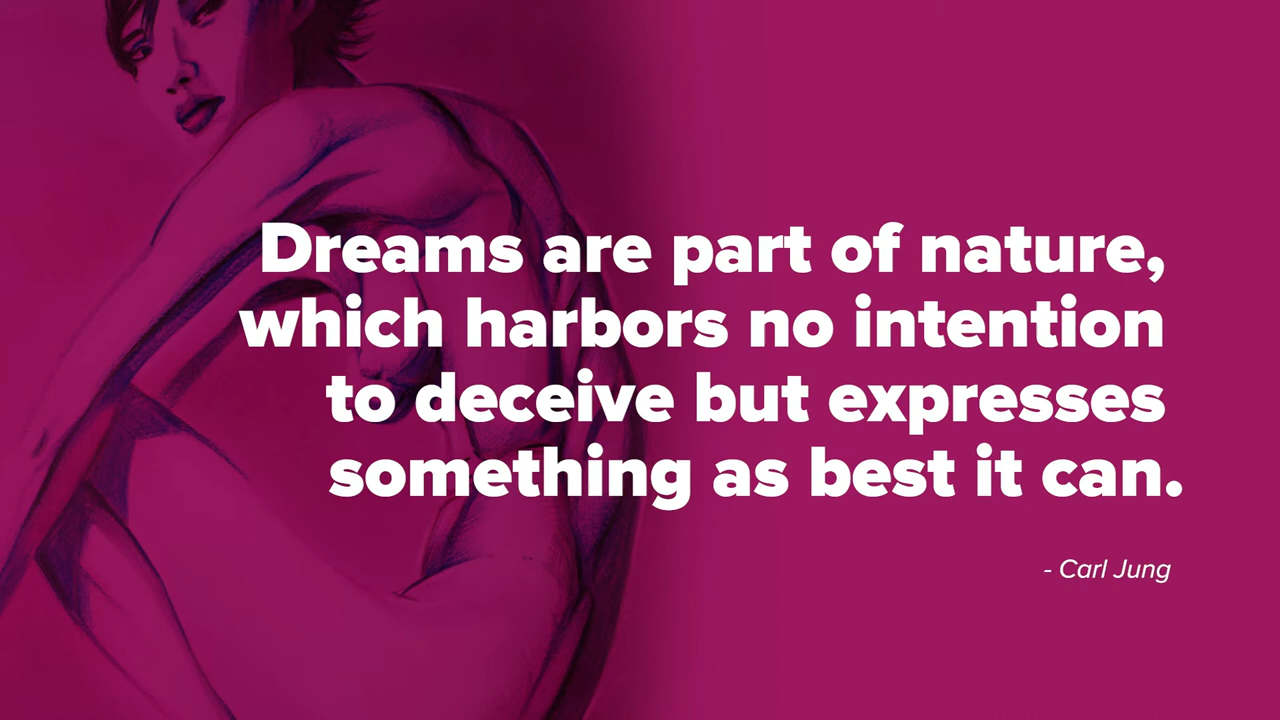 Dreams are part of nature,
which harbors no intention
to deceive but expresses
something as best it can.
- Carl Jung